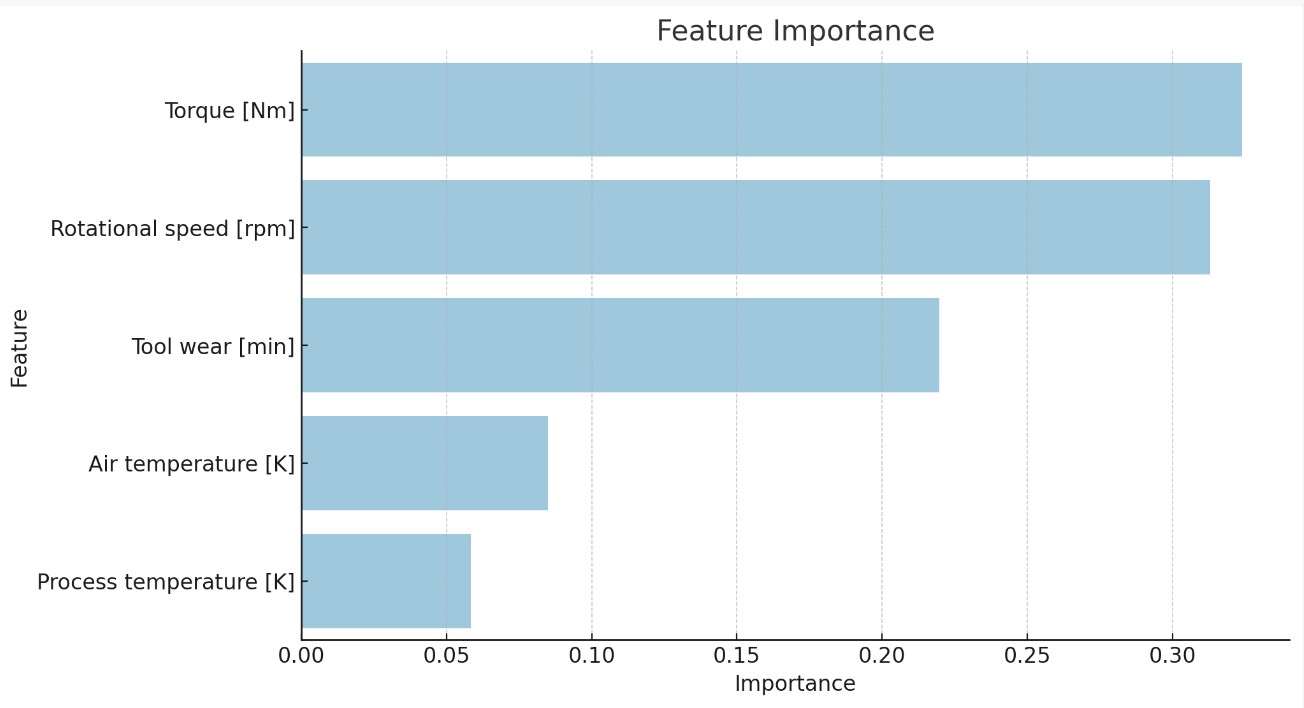 Feature Importance
Torque [Nm]
Rotational speed [rpm]
Tool wear [min]
Air temperature [K]
Process temperature [K]
Feature
0.00 0.05 0.10 0.15 0.20 0.25 0.30
Importance